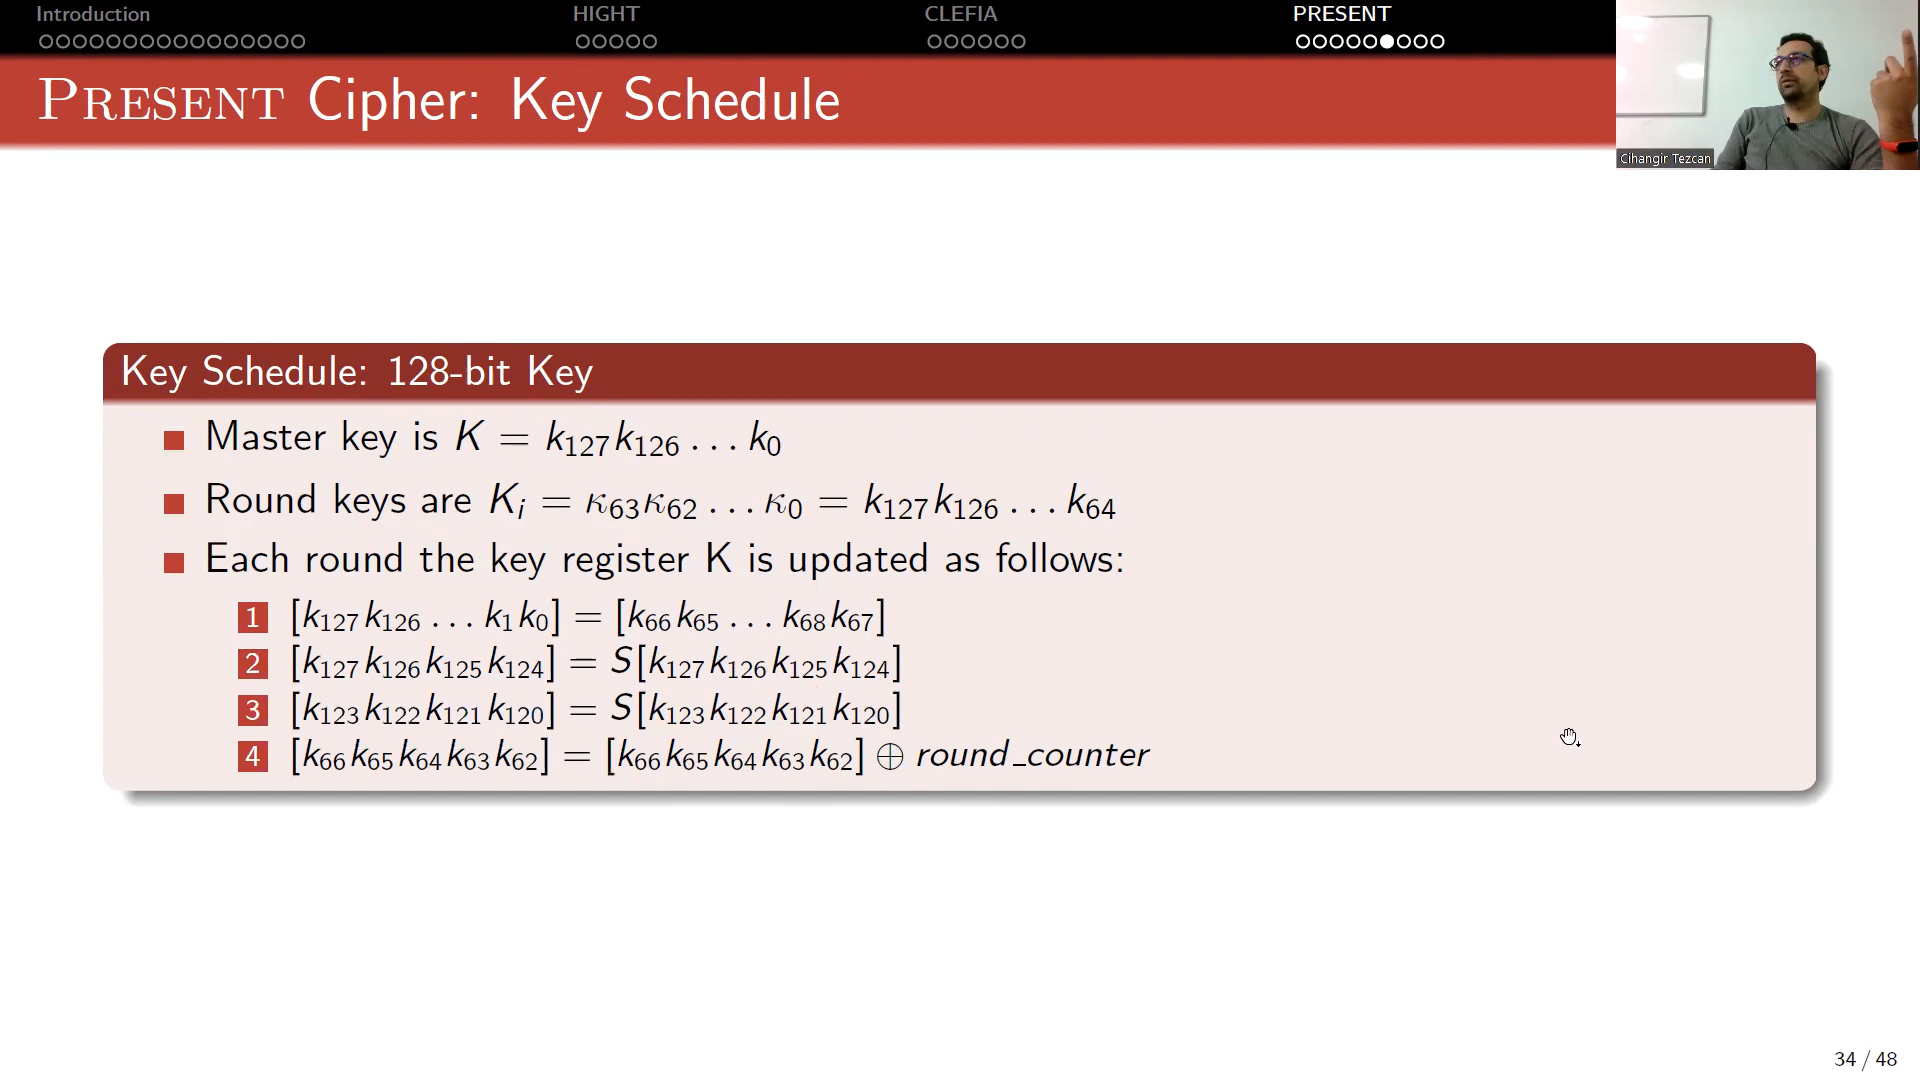 Introduction HIGHT CLEFIA PRESENT
PRESENT Cipher: Key Schedule
Cihangir Tezcan
Key Schedule: 128-bit Key
Master key is K = k₁₂₇k₁₂₆ . . . k₀
Round keys are Kᵢ = κ₆₃κ₆₂ . . . κ₀ = k₁₂₇k₁₂₆ . . . k₆₄
Each round the key register K is updated as follows:
1 [k₁₂₇k₁₂₆ . . . k₁k₀] = [k₆₆k₆₅ . . . k₆₈k₆₇]
2 [k₁₂₇k₁₂₆k₁₂₅k₁₂₄] = S[k₁₂₇k₁₂₆k₁₂₅k₁₂₄]
3 [k₁₂₃k₁₂₂k₁₂₁k₁₂₀] = S[k₁₂₃k₁₂₂k₁₂₁k₁₂₀]
4 [k₆₆k₆₅k₆₄k₆₃k₆₂] = [k₆₆k₆₅k₆₄k₆₃k₆₂] ⊕ round_counter
34 / 48